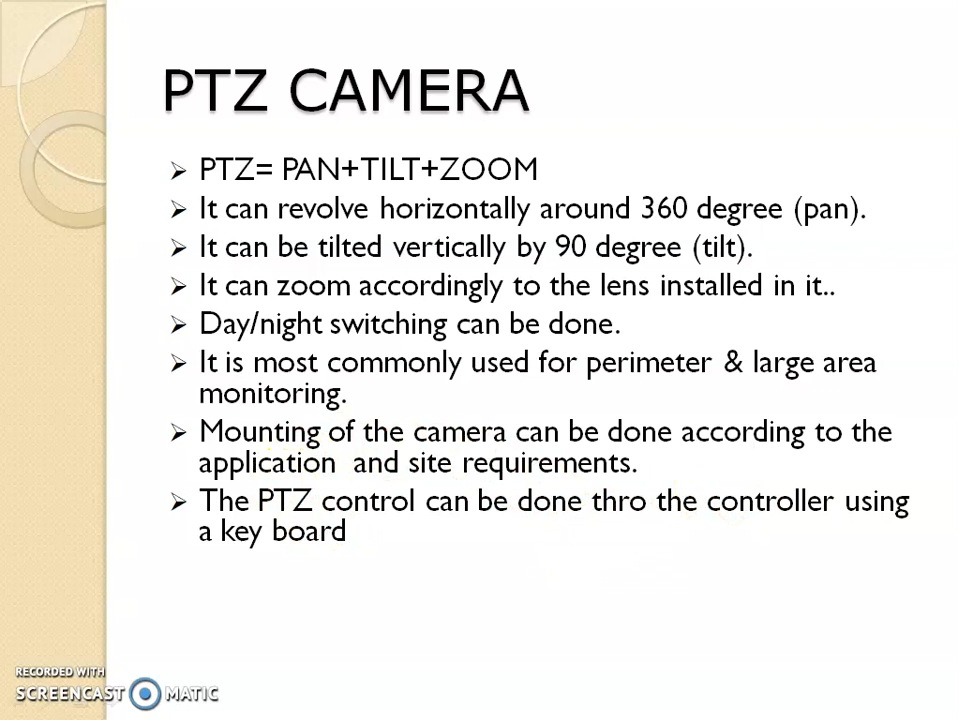 PTZ CAMERA
PTZ= PAN+TILT+ZOOM
It can revolve horizontally around 360 degree (pan).
It can be tilted vertically by 90 degree (tilt).
It can zoom accordingly to the lens installed in it..
Day/night switching can be done.
It is most commonly used for perimeter & large area
monitoring.
Mounting of the camera can be done according to the
application and site requirements.
The PTZ control can be done thro the controller using
a key board
RECORDED WITH
SCREENCAST MATIC